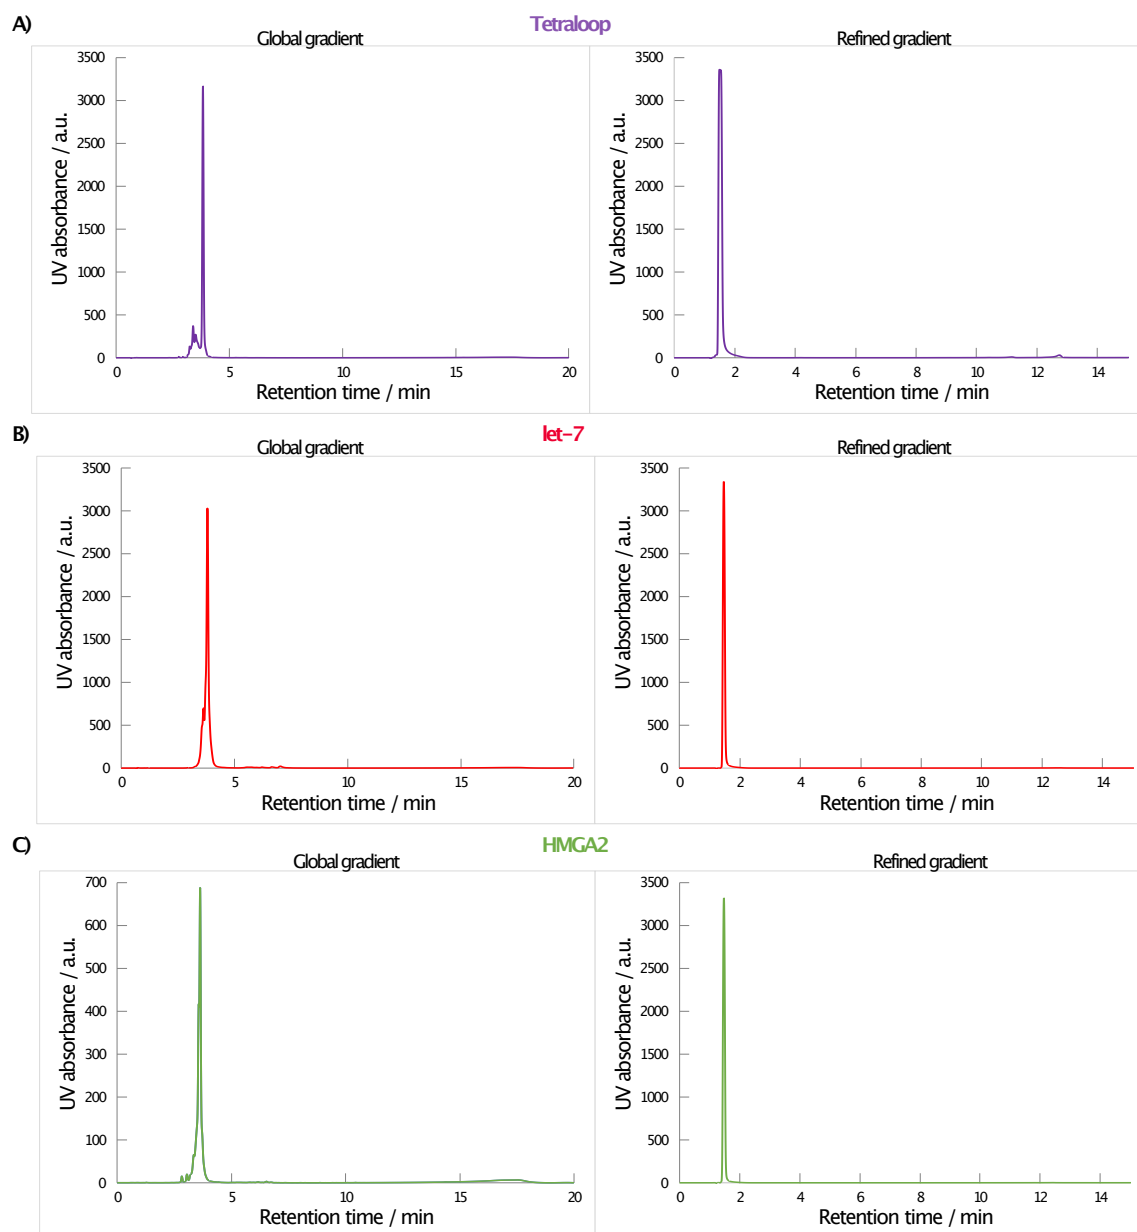 A) Tetraloop
Global gradient Refined gradient
UV absorbance / a.u.
3500
3000
2500
2000
1500
1000
500
0
0 5 10 15 20
Retention time / min
UV absorbance / a.u.
3500
3000
2500
2000
1500
1000
500
0
0 2 4 6 8 10 12 14
Retention time / min
B) let-7
Global gradient Refined gradient
UV absorbance / a.u.
3500
3000
2500
2000
1500
1000
500
0
0 5 10 15 20
Retention time / min
UV absorbance / a.u.
3500
3000
2500
2000
1500
1000
500
0
0 2 4 6 8 10 12 14
Retention time / min
C) HMGA2
Global gradient Refined gradient
UV absorbance / a.u.
700
600
500
400
300
200
100
0
0 5 10 15 20
Retention time / min
UV absorbance / a.u.
3500
3000
2500
2000
1500
1000
500
0
0 2 4 6 8 10 12 14
Retention time / min